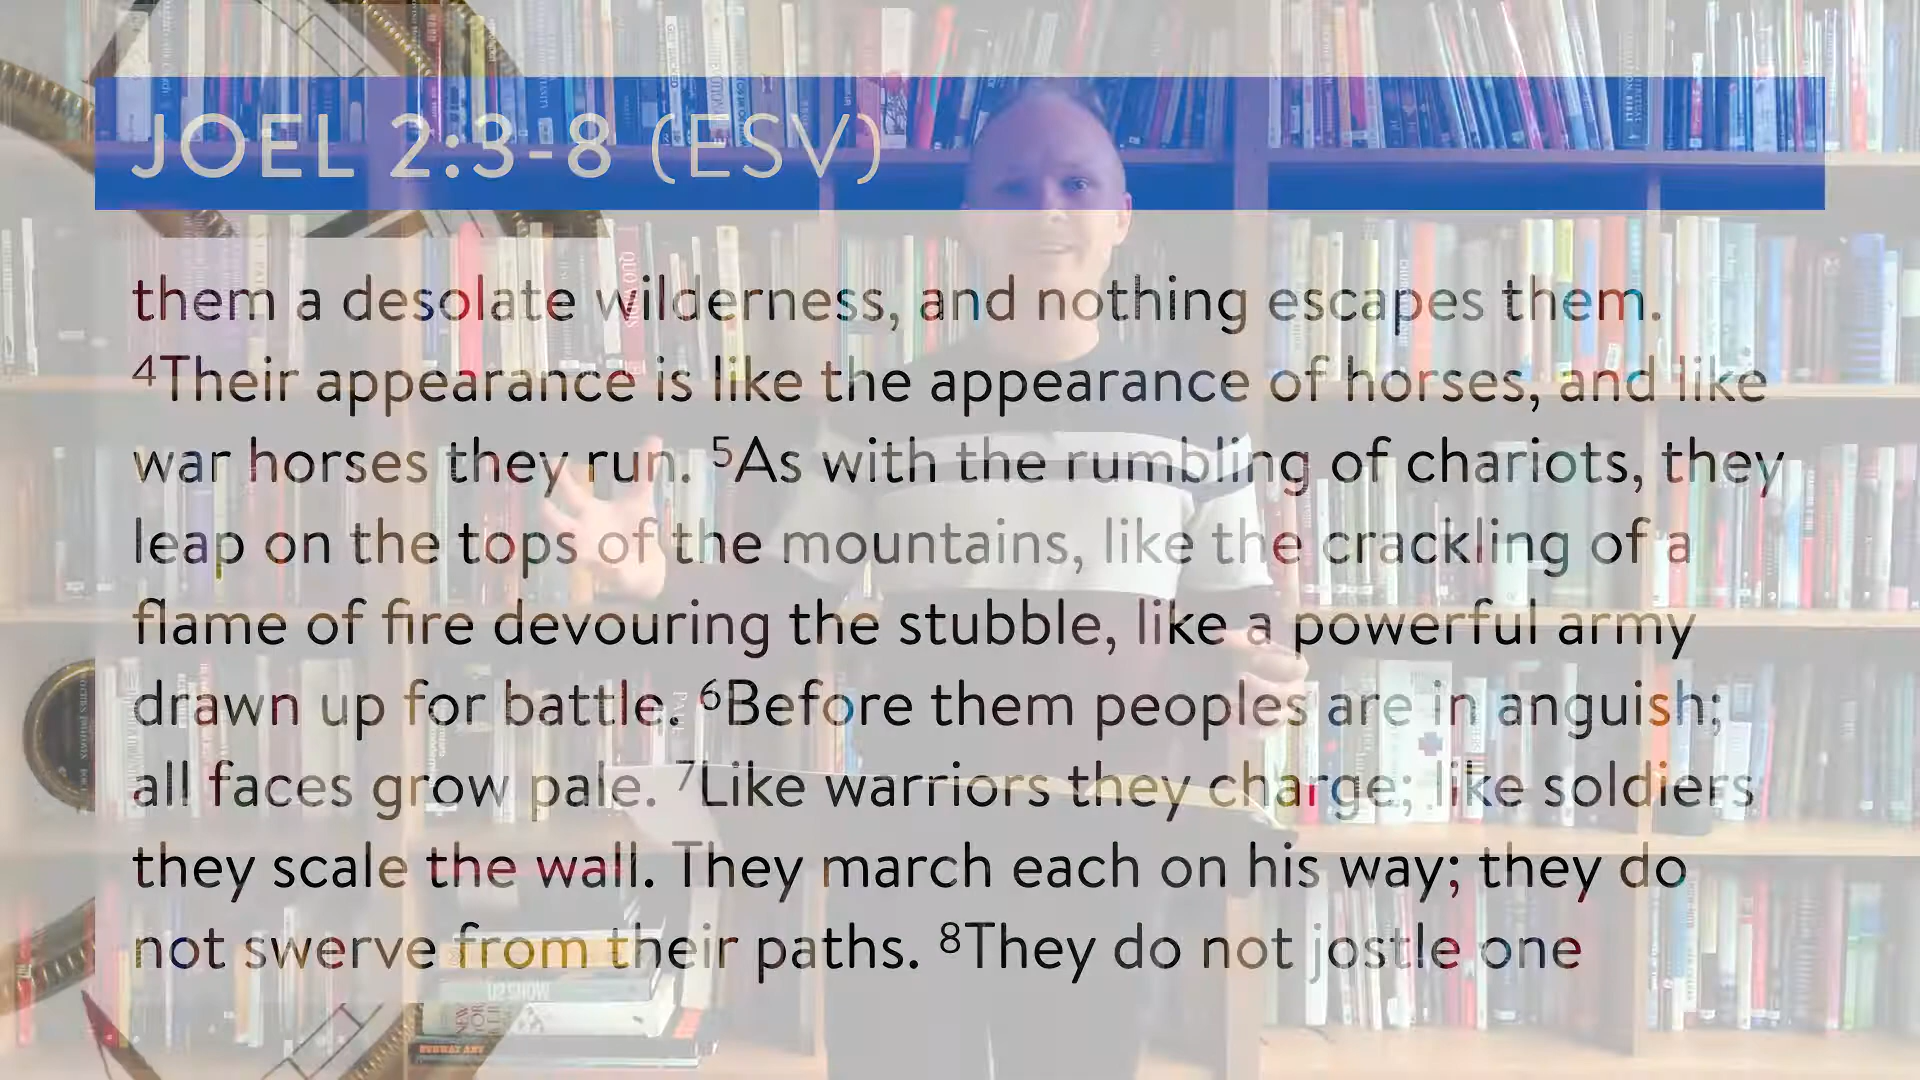 JOEL 2:3-8 (ESV)
them a desolate wilderness, and nothing escapes them.
4Their appearance is like the appearance of horses, and like
war horses they run. 5As with the rumbling of chariots, they
leap on the tops of the mountains, like the crackling of a
flame of fire devouring the stubble, like a powerful army
drawn up for battle. 6Before them peoples are in anguish;
all faces grow pale. 7Like warriors they charge; like soldiers
they scale the wall. They march each on his way; they do
not swerve from their paths. 8They do not jostle one